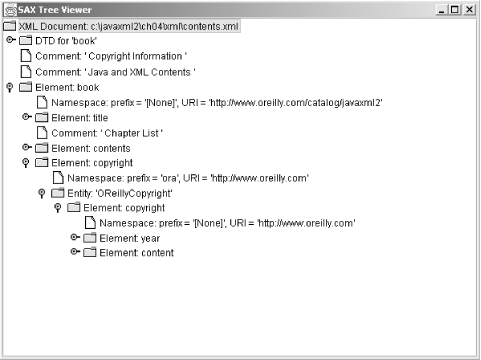 SAX Tree Viewer
XML Document: c:\javaxml2\ch04\xml\contents.xml
DTD for 'book'
Comment: ' Copyright Information '
Comment: ' Java and XML Contents '
Element: book
Namespace: prefix = '[None]', URI = 'http://www.oreilly.com/catalog/javaxml2'
Element: title
Comment: ' Chapter List '
Element: contents
Element: copyright
Namespace: prefix = 'ora', URI = 'http://www.oreilly.com'
Entity: 'OReillyCopyright'
Element: copyright
Namespace: prefix = '[None]', URI = 'http://www.oreilly.com'
Element: year
Element: content